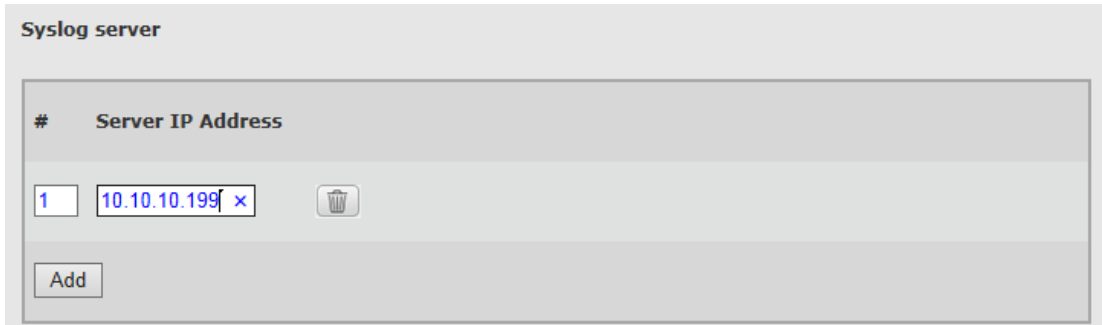 Syslog server
# Server IP Address
1 10.10.10.199 ×
Add